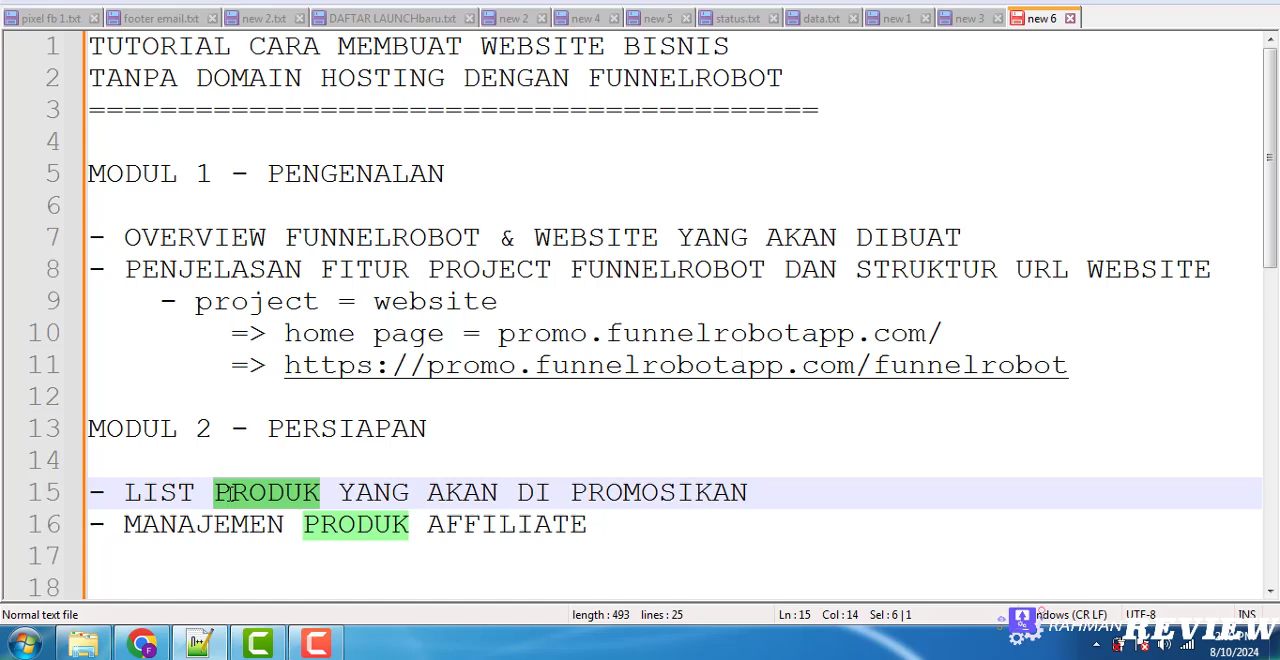 pixel fb 1.txt footer email.txt new 2.txt DAFTAR LAUNCHbaru.txt new 2 new 4 new 5 status.txt data.txt new 1 new 3 new 6
1 TUTORIAL CARA MEMBUAT WEBSITE BISNIS
2 TANPA DOMAIN HOSTING DENGAN FUNNELROBOT
3 =========================================
4
5 MODUL 1 - PENGENALAN
6
7 - OVERVIEW FUNNELROBOT & WEBSITE YANG AKAN DIBUAT
8 - PENJELASAN FITUR PROJECT FUNNELROBOT DAN STRUKTUR URL WEBSITE
9 - project = website
10 => home page = promo.funnelrobotapp.com/
11 => https://promo.funnelrobotapp.com/funnelrobot
12
13 MODUL 2 - PERSIAPAN
14
15 - LIST PRODUK YANG AKAN DI PROMOSIKAN
16 - MANAJEMEN PRODUK AFFILIATE
17
18
Normal text file length : 493 lines : 25 Ln : 15 Col : 14 Sel : 6 | 1 ndows (CR LF) UTF-8 INS
RAHMAN REVIEW
8/10/2024